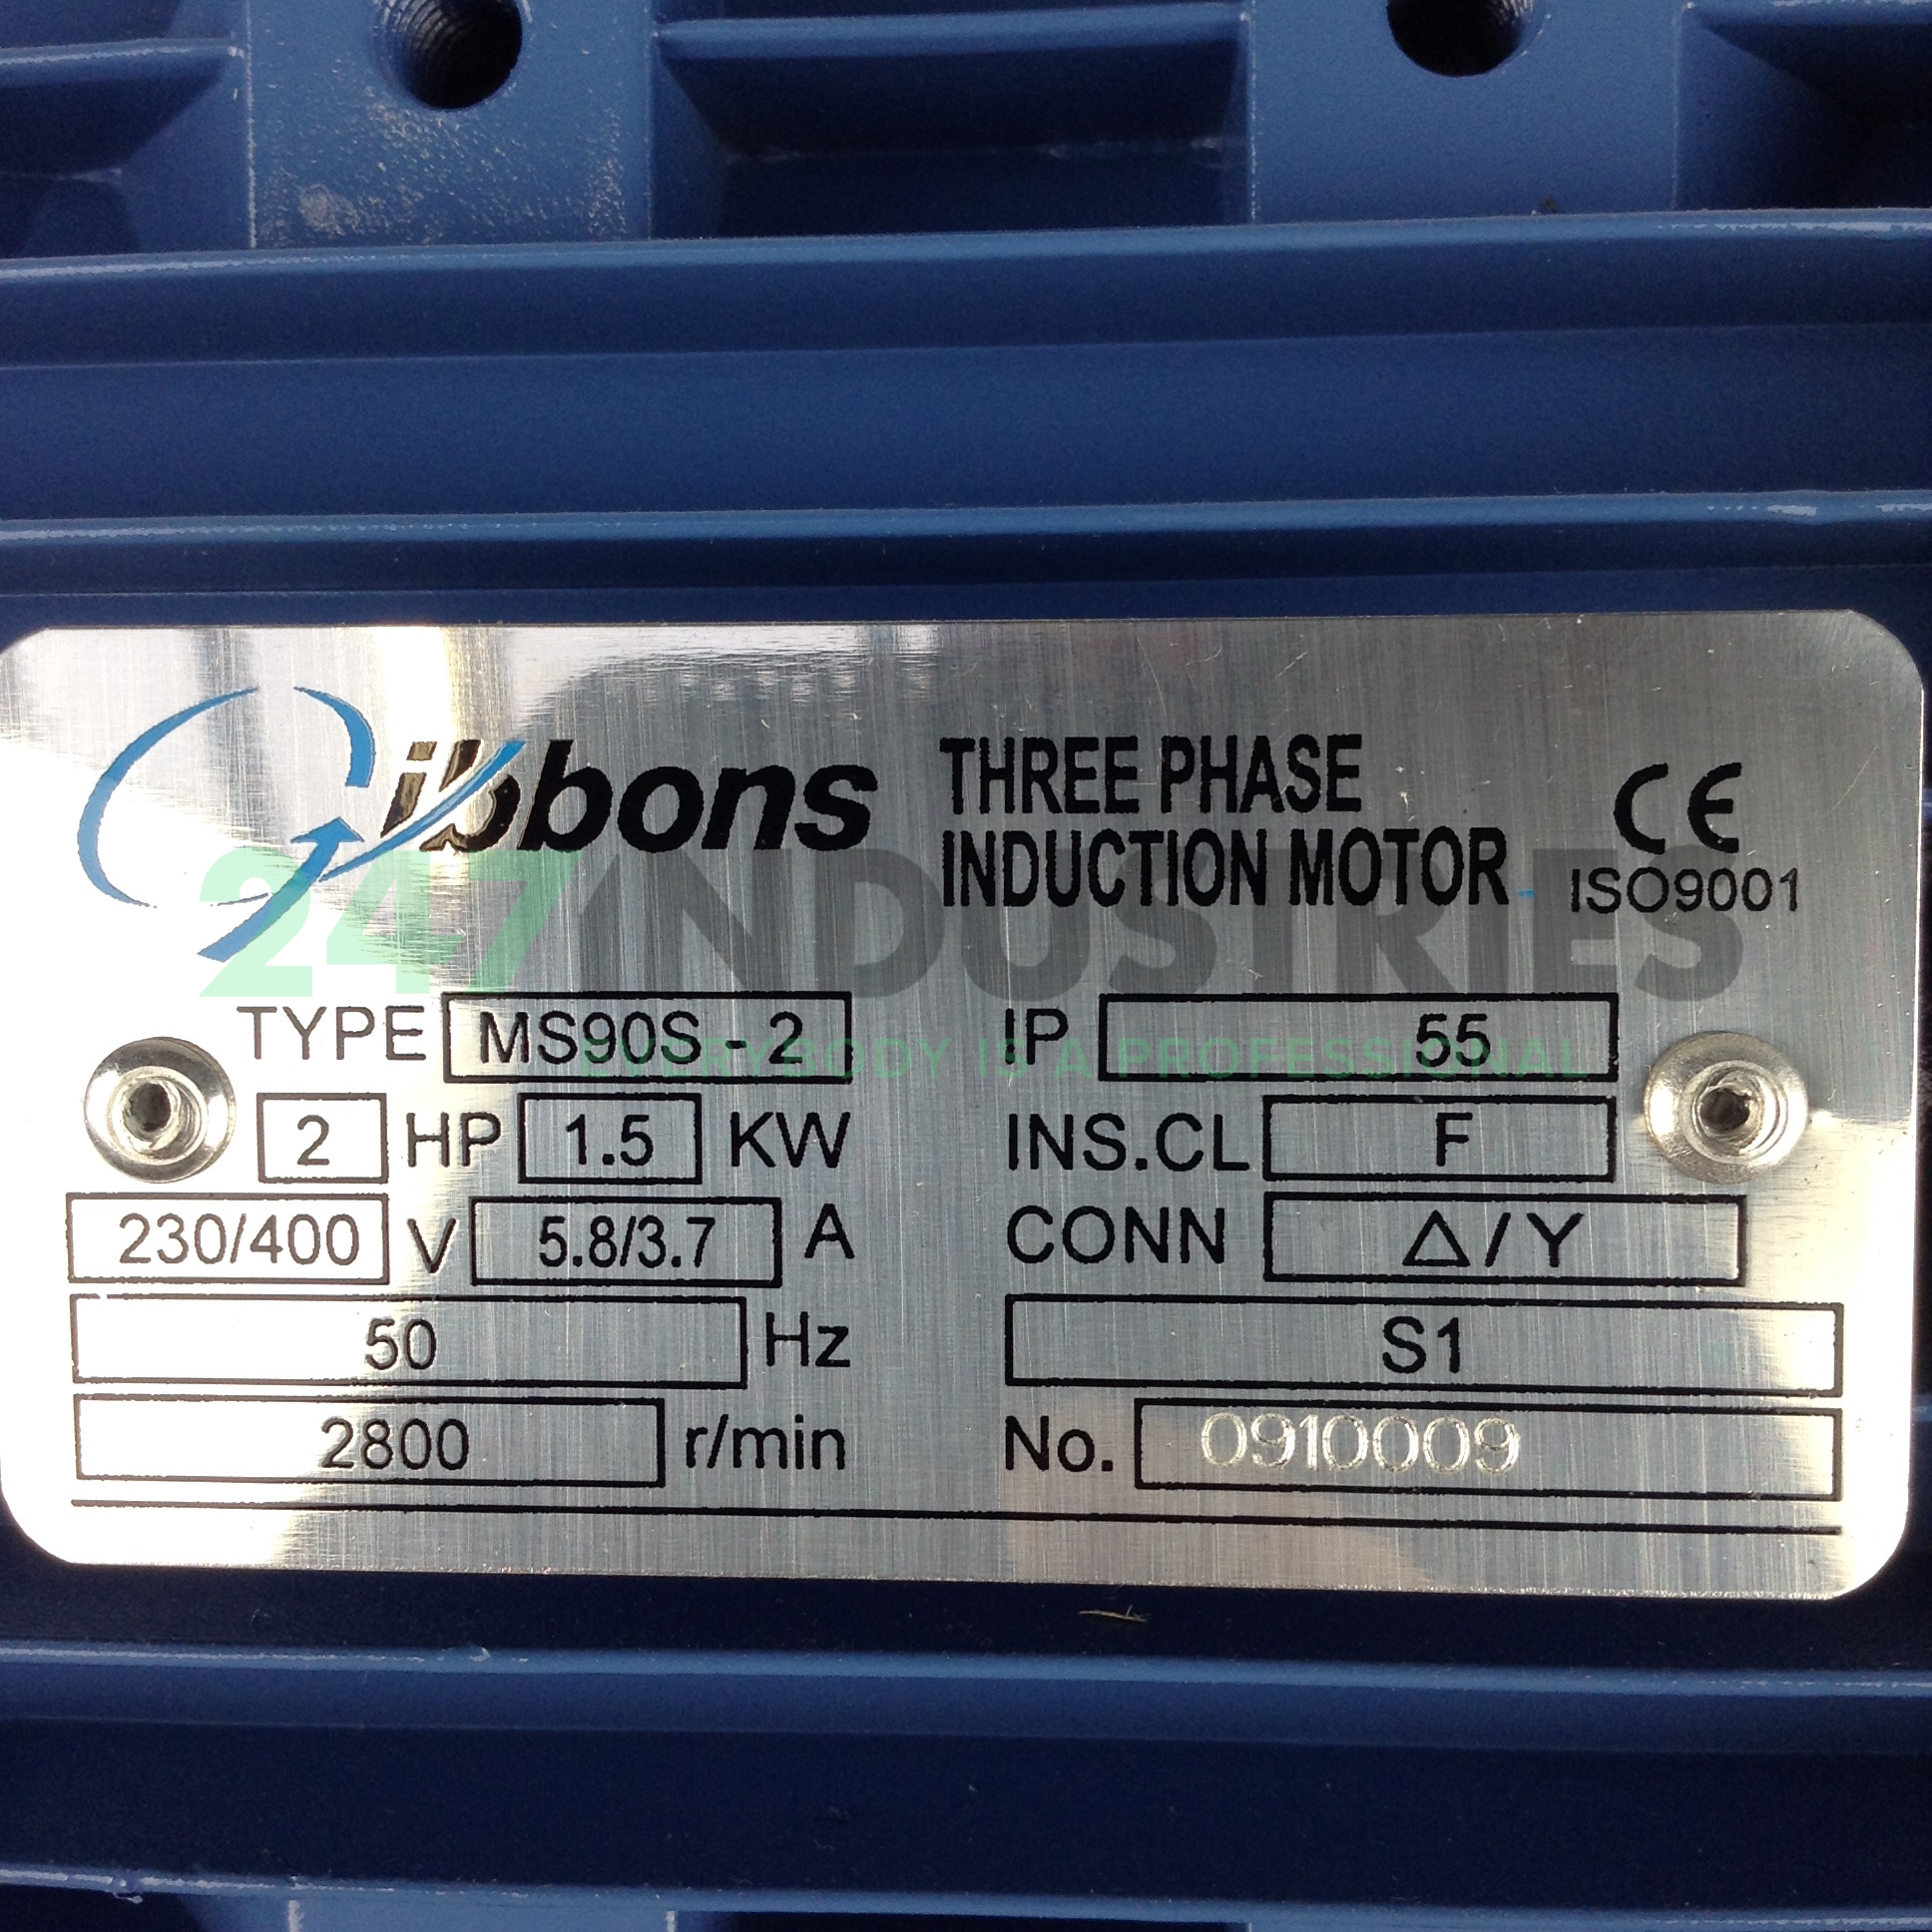 Gibbons
THREE PHASE
INDUCTION MOTOR
CE
ISO9001
247 INDUSTRIES
EVERYBODY IS A PROFESSIONAL
TYPE MS90S-2
2 HP 1.5 KW
230/400 V 5.8/3.7 A
50 Hz
2800 r/min
IP 55
INS.CL F
CONN Δ/Y
S1
No. 0910009